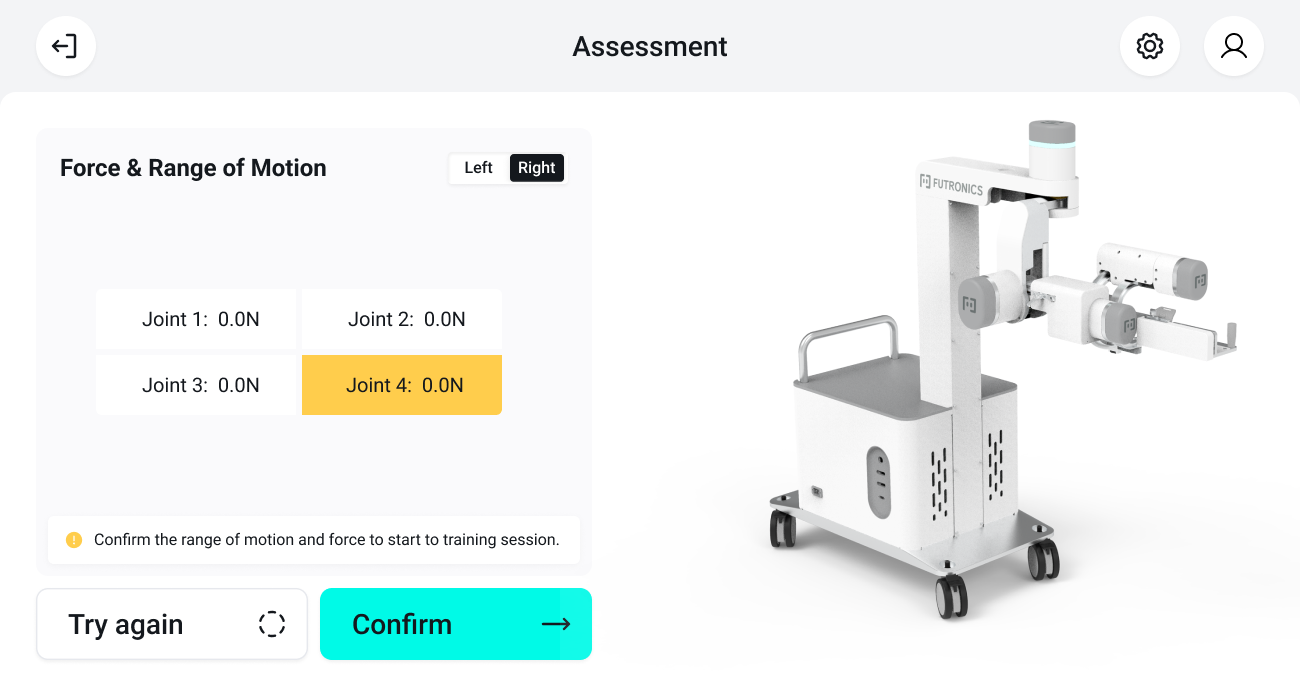 Assessment
Force & Range of Motion
Left Right
Joint 1: 0.0N Joint 2: 0.0N
Joint 3: 0.0N Joint 4: 0.0N
Confirm the range of motion and force to start to training session.
Try again
Confirm
FUTRONICS